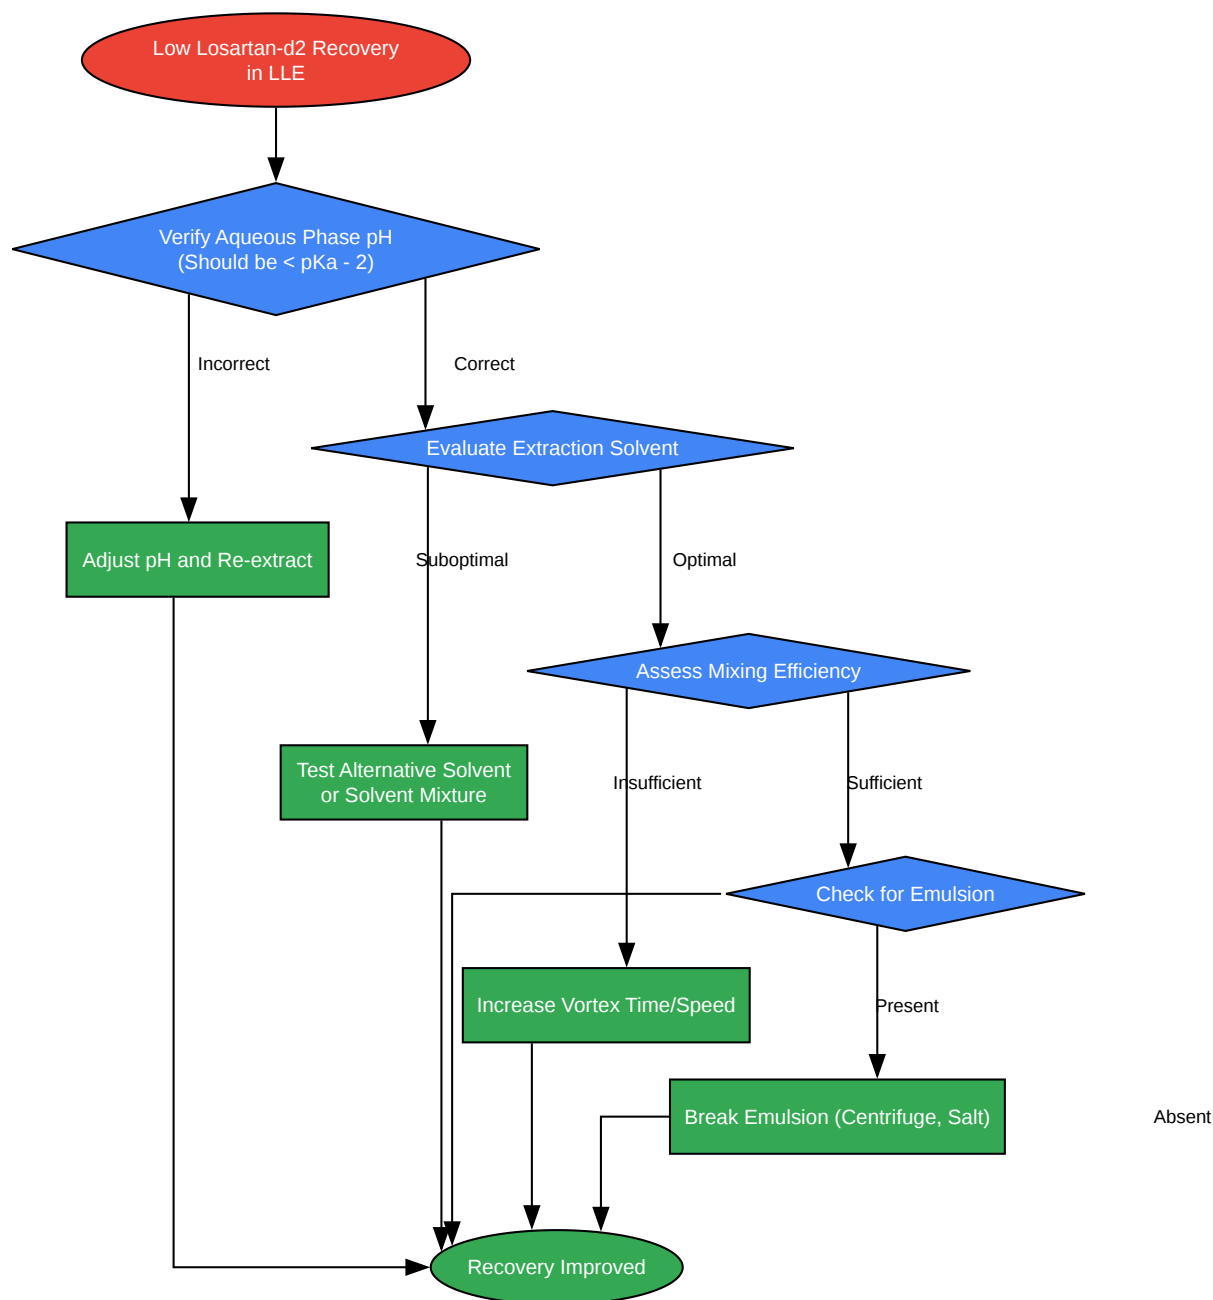 Low Losartan-d2 Recovery
in LLE
Verify Aqueous Phase pH
(Should be < pKa - 2)
Incorrect
Correct
Evaluate Extraction Solvent
Adjust pH and Re-extract
Suboptimal
Optimal
Assess Mixing Efficiency
Test Alternative Solvent
or Solvent Mixture
Insufficient
Sufficient
Check for Emulsion
Increase Vortex Time/Speed
Present
Break Emulsion (Centrifuge, Salt)
Absent
Recovery Improved